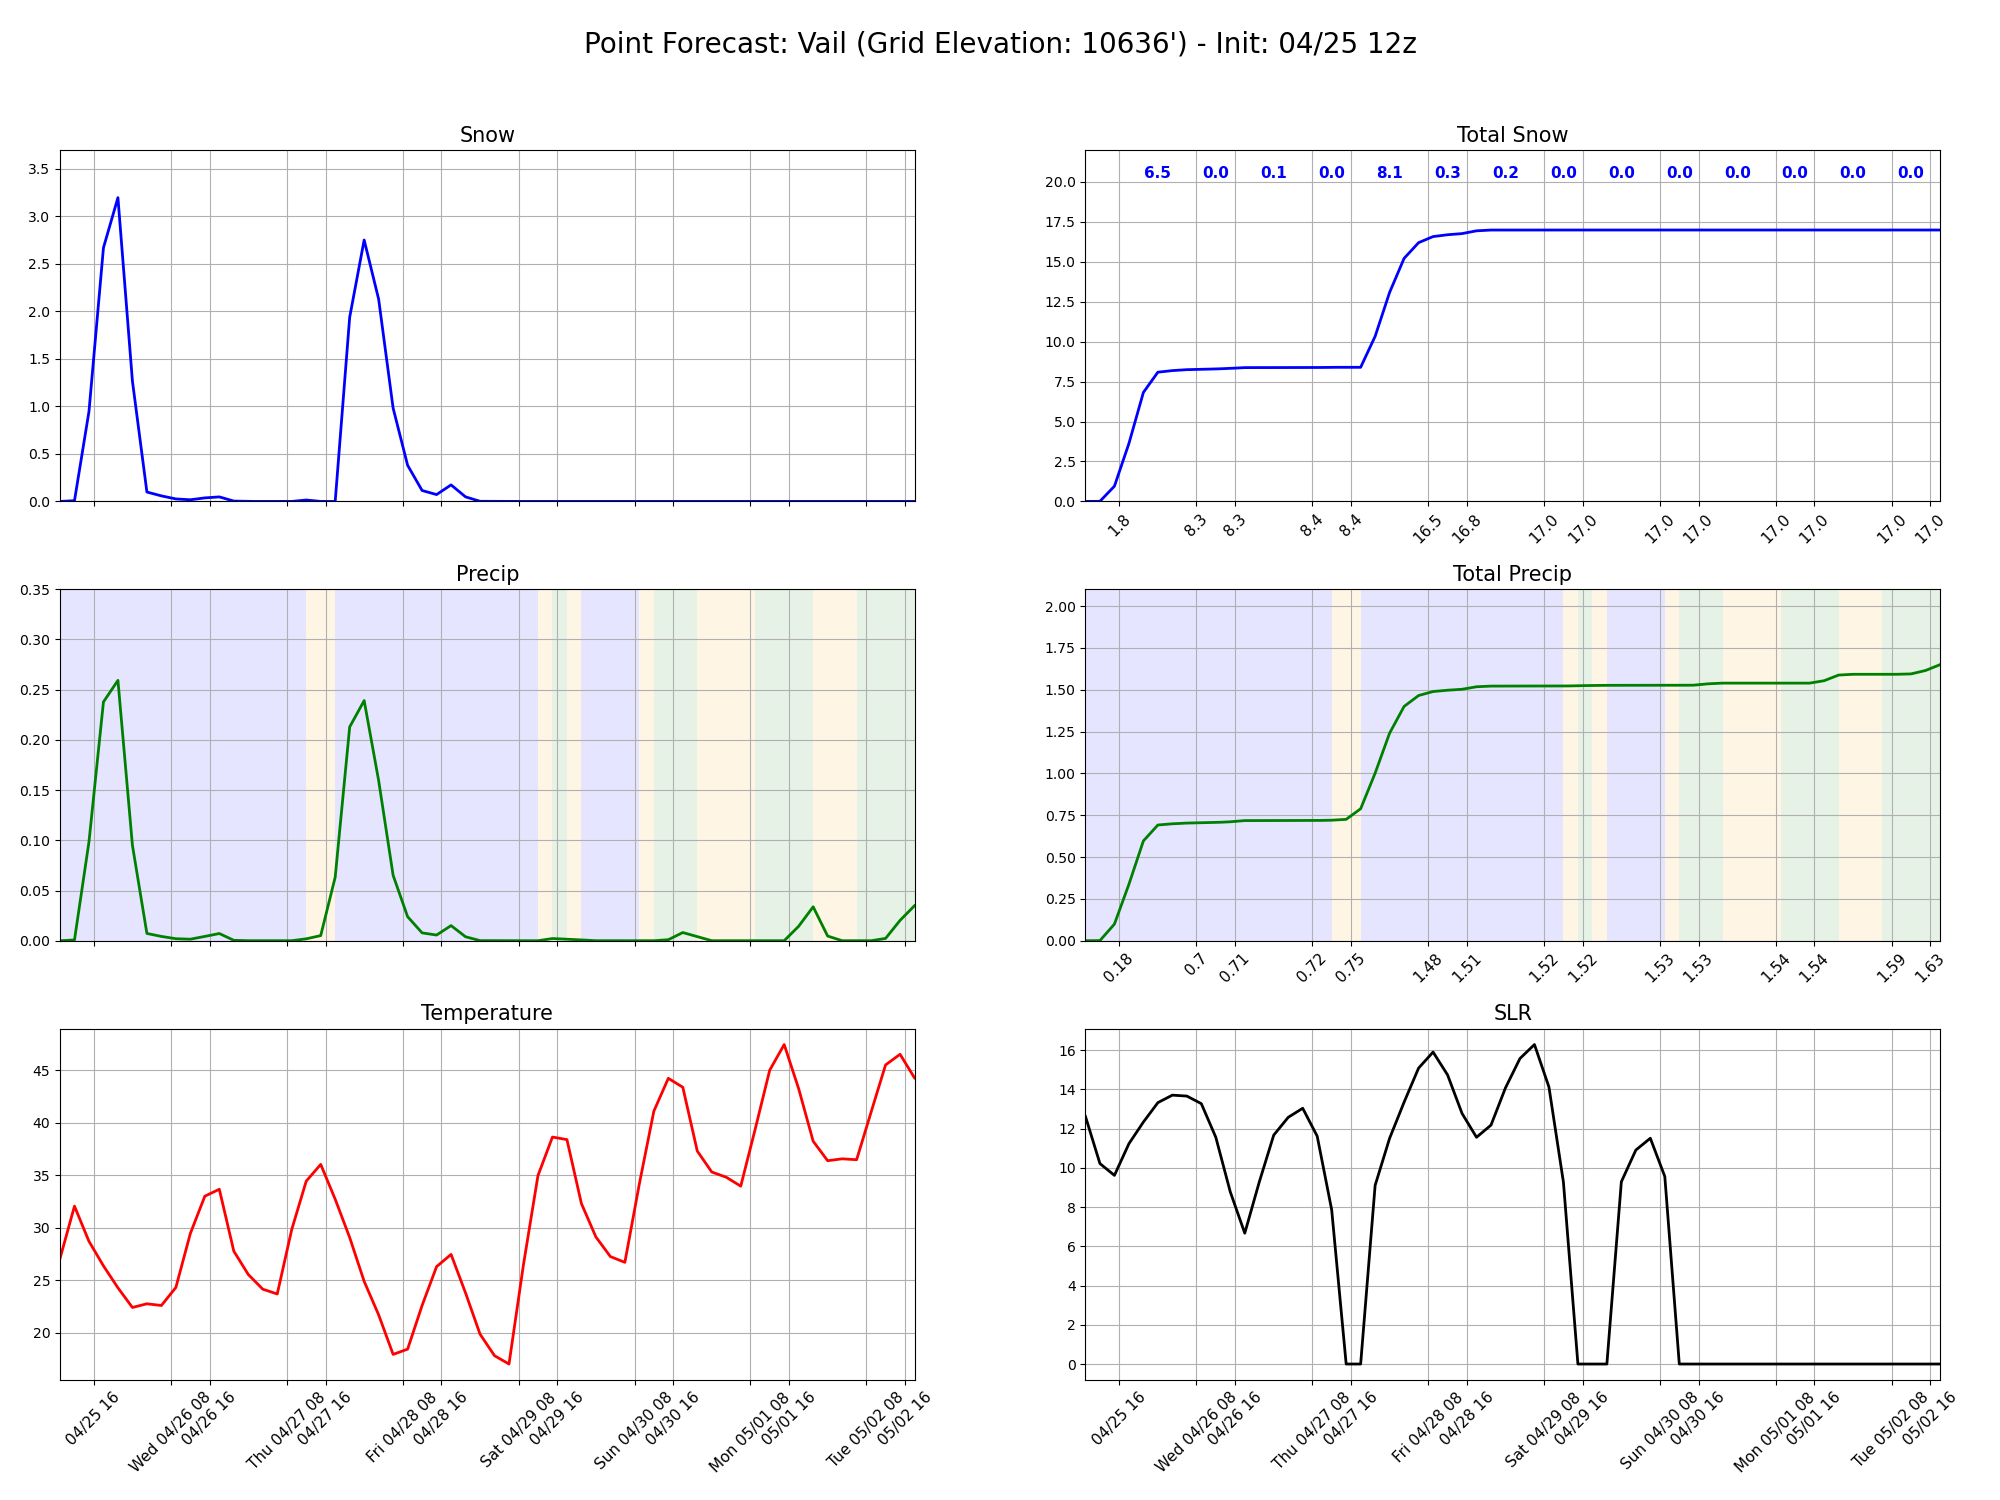 Point Forecast: Vail (Grid Elevation: 10636') - Init: 04/25 12z
Snow
3.5
3.0
2.5
2.0
1.5
1.0
0.5
0.0
Total Snow
6.5 0.0 0.1 0.0 8.1 0.3 0.2 0.0 0.0 0.0 0.0 0.0 0.0 0.0
20.0
17.5
15.0
12.5
10.0
7.5
5.0
2.5
0.0
1.8 8.3 8.3 8.4 8.4 16.5 16.8 17.0 17.0 17.0 17.0 17.0 17.0 17.0 17.0
Precip
0.35
0.30
0.25
0.20
0.15
0.10
0.05
0.00
Total Precip
2.00
1.75
1.50
1.25
1.00
0.75
0.50
0.25
0.00
0.18 0.7 0.71 0.72 0.75 1.48 1.51 1.52 1.52 1.53 1.53 1.54 1.54 1.59 1.63
Temperature
45
40
35
30
25
20
04/25 16
Wed 04/26 08
04/26 16
Thu 04/27 08
04/27 16
Fri 04/28 08
04/28 16
Sat 04/29 08
04/29 16
Sun 04/30 08
04/30 16
Mon 05/01 08
05/01 16
Tue 05/02 08
05/02 16
SLR
16
14
12
10
8
6
4
2
0
04/25 16
Wed 04/26 08
04/26 16
Thu 04/27 08
04/27 16
Fri 04/28 08
04/28 16
Sat 04/29 08
04/29 16
Sun 04/30 08
04/30 16
Mon 05/01 08
05/01 16
Tue 05/02 08
05/02 16